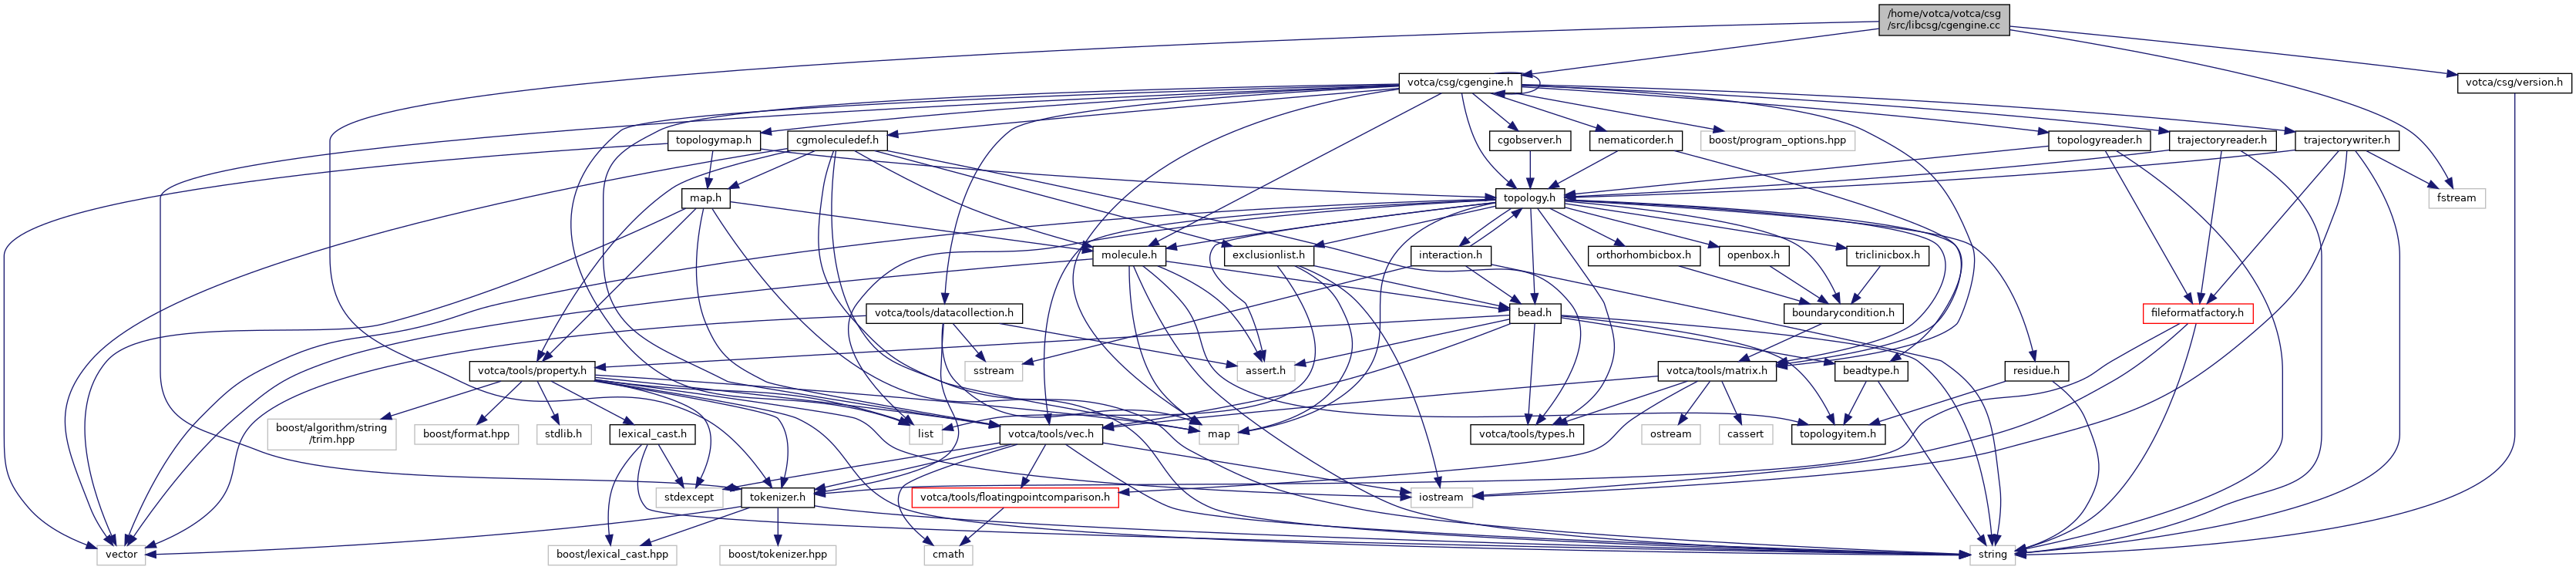 /home/votca/votca/csg
/src/libcsg/cgengine.cc
votca/csg/cgengine.h
votca/csg/version.h
topologymap.h
cgmoleculedef.h
cgobserver.h
nematicorder.h
boost/program_options.hpp
topologyreader.h
trajectoryreader.h
trajectorywriter.h
map.h
topology.h
fstream
molecule.h
exclusionlist.h
interaction.h
orthorhombicbox.h
openbox.h
triclinicbox.h
votca/tools/datacollection.h
bead.h
boundarycondition.h
fileformatfactory.h
votca/tools/property.h
sstream
assert.h
votca/tools/matrix.h
beadtype.h
residue.h
boost/algorithm/string
/trim.hpp
boost/format.hpp
stdlib.h
lexical_cast.h
list
votca/tools/vec.h
map
votca/tools/types.h
ostream
cassert
topologyitem.h
stdexcept
tokenizer.h
votca/tools/floatingpointcomparison.h
iostream
vector
boost/lexical_cast.hpp
boost/tokenizer.hpp
cmath
string